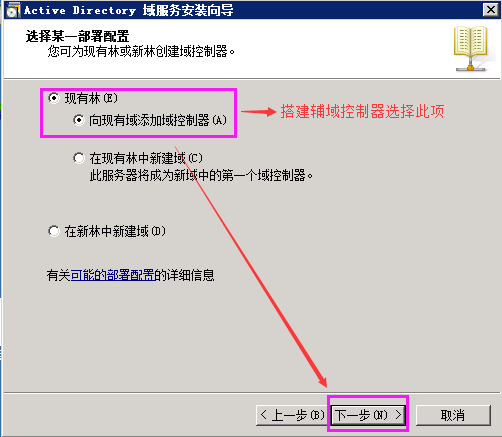 Active Directory 域服务安装向导
选择某一部署配置
您可为现有林或新林创建域控制器。
现有林(E)
向现有域添加域控制器(A)
搭建辅域控制器选择此项
在现有林中新建域(C)
此服务器将成为新域中的第一个域控制器。
在新林中新建域(D)
有关可能的部署配置的详细信息
< 上一步(B) 下一步(N) > 取消